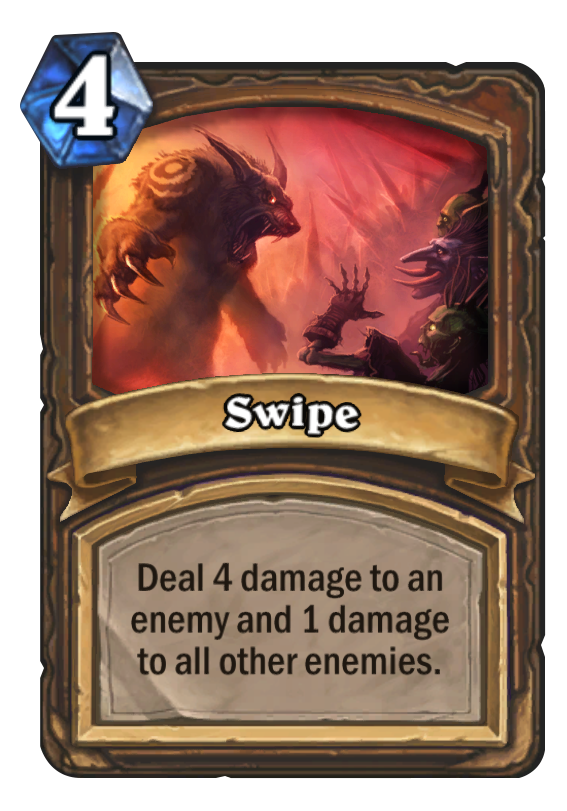 4
Swipe
Deal 4 damage to an
enemy and 1 damage
to all other enemies.